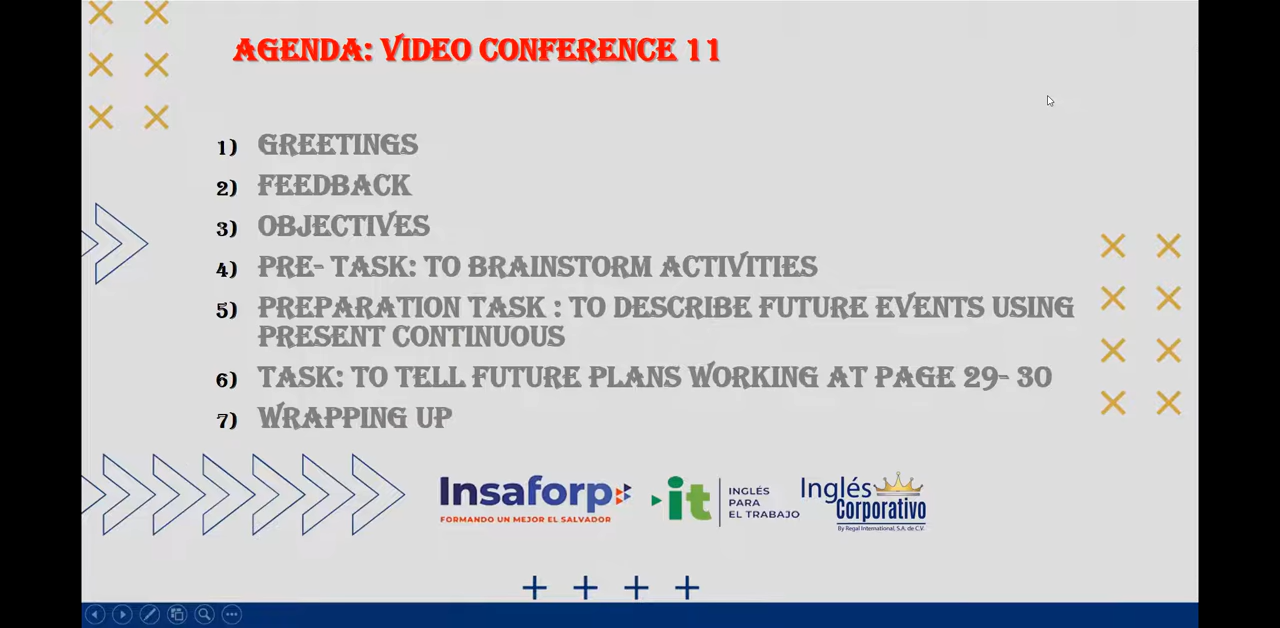 AGENDA: VIDEO CONFERENCE 11
1) GREETINGS
2) FEEDBACK
3) OBJECTIVES
4) PRE- TASK: TO BRAINSTORM ACTIVITIES
5) PREPARATION TASK : TO DESCRIBE FUTURE EVENTS USING
PRESENT CONTINUOUS
6) TASK: TO TELL FUTURE PLANS WORKING AT PAGE 29- 30
7) WRAPPING UP
Insaforp
FORMANDO UN MEJOR EL SALVADOR
it
INGLÉS
PARA
EL TRABAJO
Inglés
Corporativo
By Regal International, S.A. de C.V.